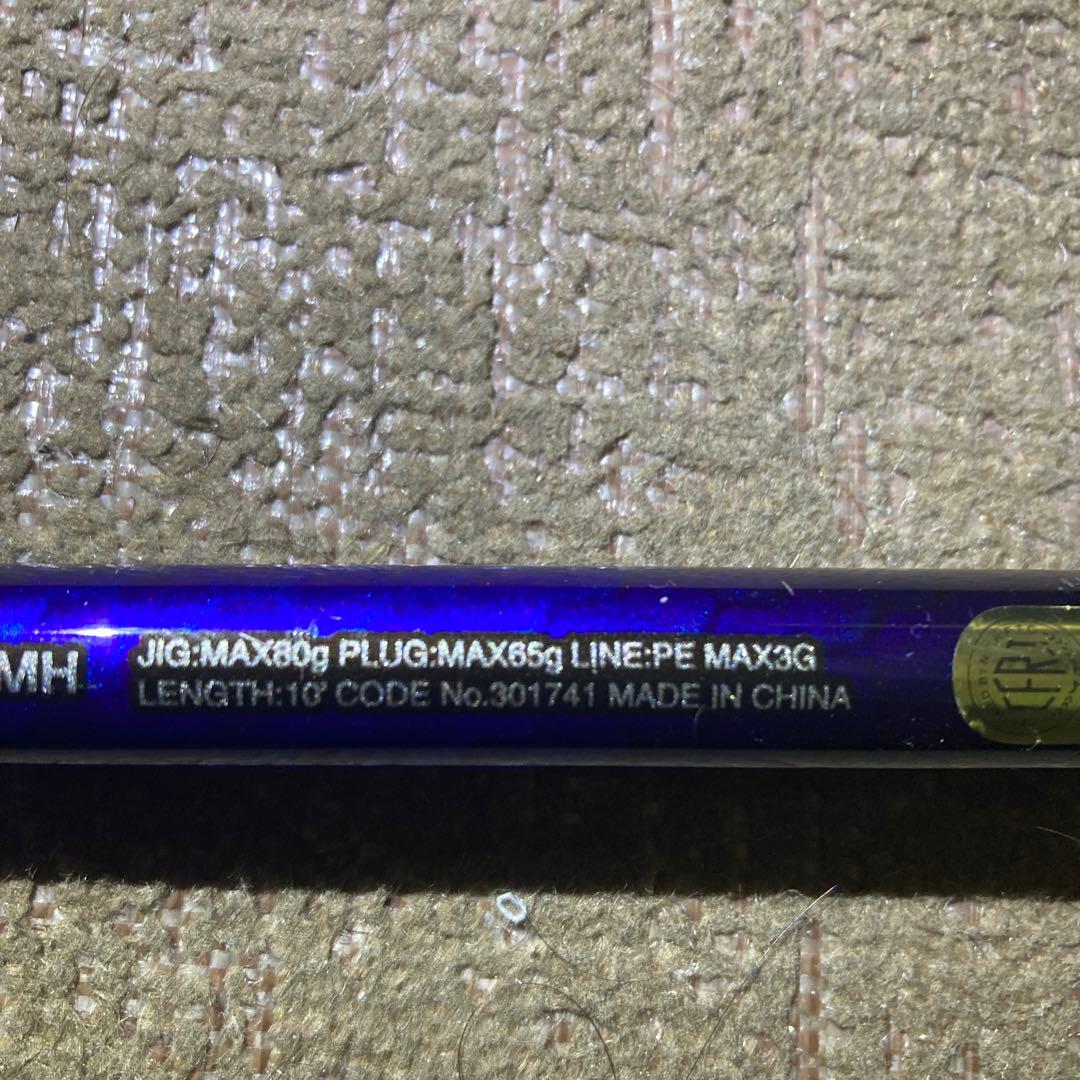 MH
JIG:MAX80g PLUG:MAX65g LINE:PE MAX3G
LENGTH:10' CODE No.301741 MADE IN CHINA